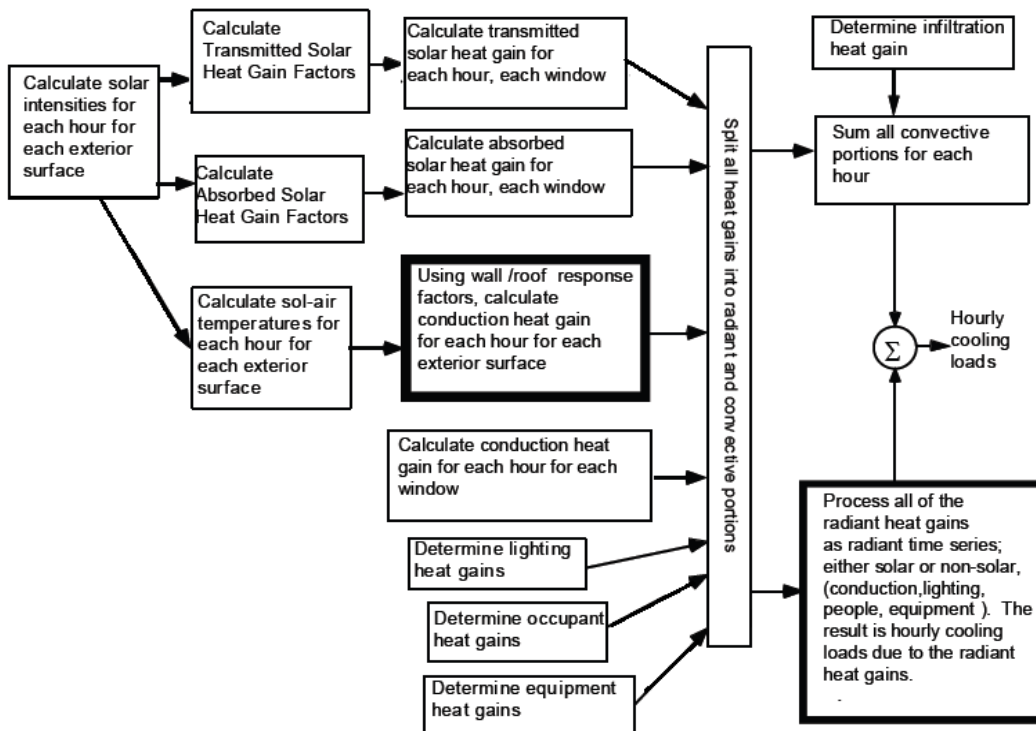 Calculate solar
intensities for
each hour for
each exterior
surface
Calculate
Transmitted Solar
Heat Gain Factors
Calculate transmitted
solar heat gain for
each hour, each window
Calculate
Absorbed Solar
Heat Gain Factors
Calculate absorbed
solar heat gain for
each hour, each window
Calculate sol-air
temperatures for
each hour for
each exterior
surface
Using wall /roof response
factors, calculate
conduction heat gain
for each hour for each
exterior surface
Calculate conduction heat
gain for each hour for each
window
Determine lighting
heat gains
Determine occupant
heat gains
Determine equipment
heat gains
Split all heat gains into radiant and convective portions
Determine infiltration
heat gain
Sum all convective
portions for each
hour
Σ
Hourly
cooling
loads
Process all of the
radiant heat gains
as radiant time series;
either solar or non-solar,
(conduction,lighting,
people, equipment ). The
result is hourly cooling
loads due to the radiant
heat gains.
.